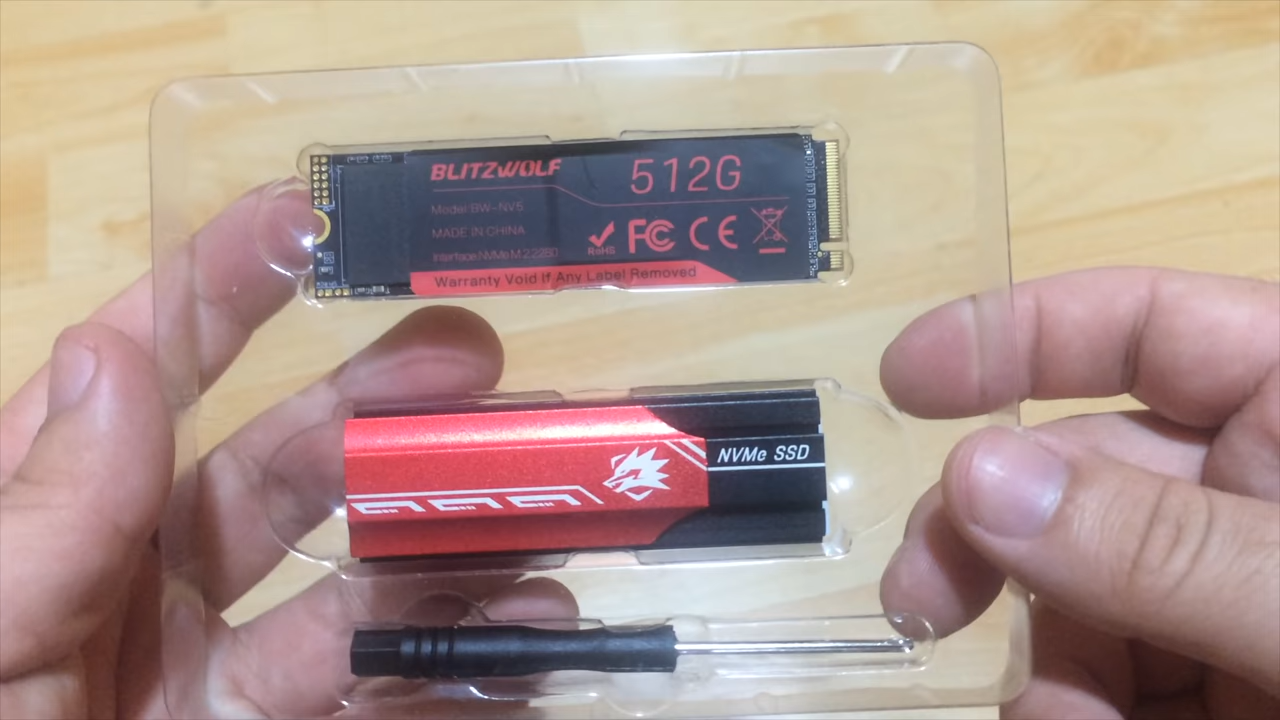 BLITZWOLF
512G
Model:BW-NV5
MADE IN CHINA
Interface:NVMe M.2 2280
RoHS
FC CE
Warranty Void If Any Label Removed
NVMe SSD